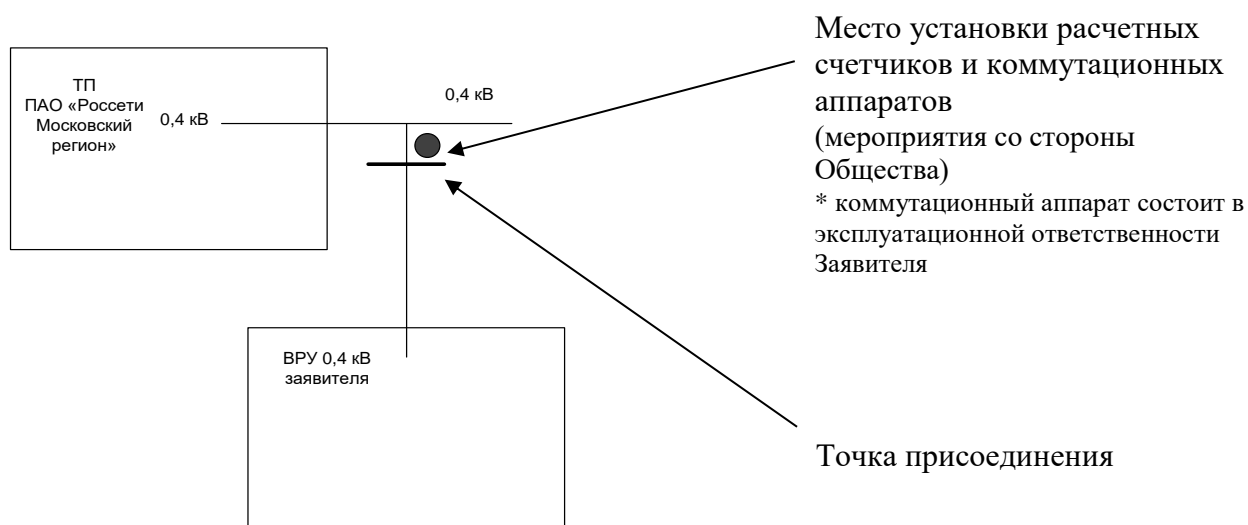 Место установки расчетных
счетчиков и коммутационных
аппаратов
(мероприятия со стороны
Общества)
* коммутационный аппарат состоит в
эксплуатационной ответственности
Заявителя
ТП
ПАО «Россети
Московский
регион»
0,4 кВ
0,4 кВ
ВРУ 0,4 кВ
заявителя
Точка присоединения